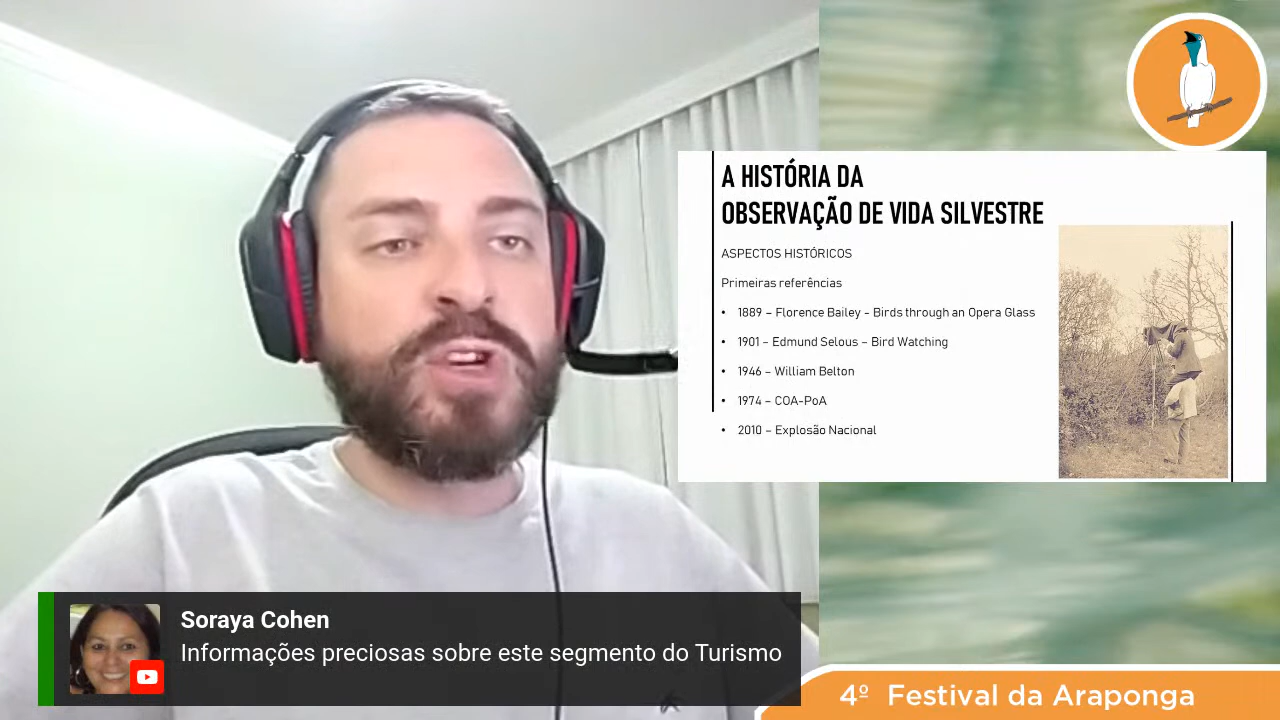 A HISTÓRIA DA
OBSERVAÇÃO DE VIDA SILVESTRE
ASPECTOS HISTÓRICOS
Primeiras referências
• 1889 – Florence Bailey - Birds through an Opera Glass
• 1901 – Edmund Selous – Bird Watching
• 1946 – William Belton
• 1974 – COA-PoA
• 2010 – Explosão Nacional
Soraya Cohen
Informações preciosas sobre este segmento do Turismo
4º Festival da Araponga